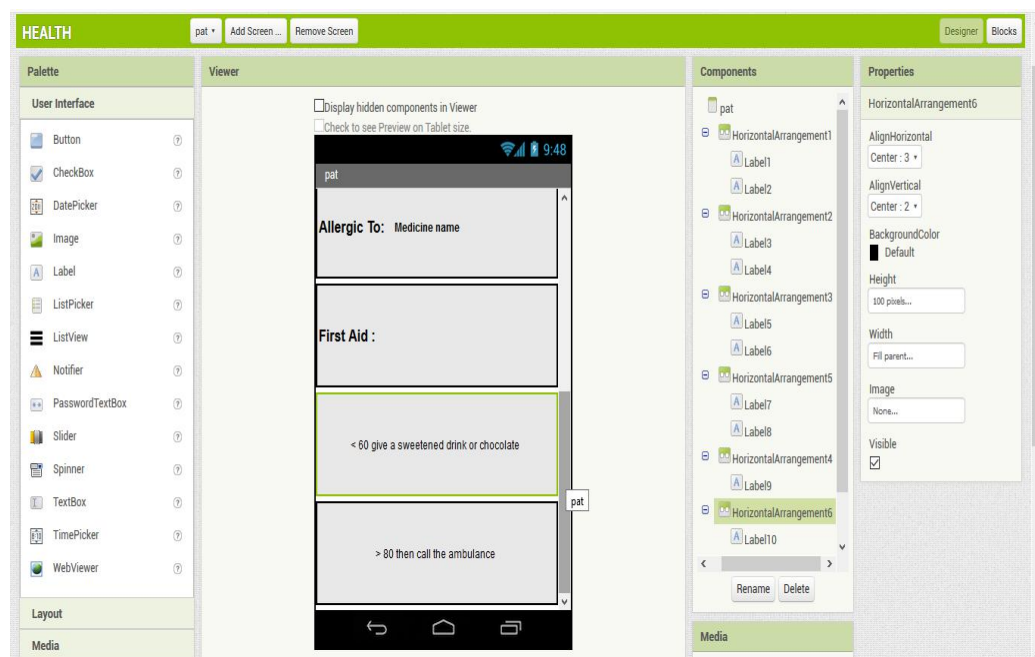 HEALTH
pat
Add Screen ...
Remove Screen
Designer
Blocks
Palette
User Interface
Button
CheckBox
DatePicker
Image
Label
ListPicker
ListView
Notifier
PasswordTextBox
Slider
Spinner
TextBox
TimePicker
WebViewer
Layout
Media
Viewer
Display hidden components in Viewer
Check to see Preview on Tablet size.
9:48
pat
Allergic To: Medicine name
First Aid :
< 60 give a sweetened drink or chocolate
pat
> 80 then call the ambulance
Components
pat
HorizontalArrangement1
Label1
Label2
HorizontalArrangement2
Label3
Label4
HorizontalArrangement3
Label5
Label6
HorizontalArrangement5
Label7
Label8
HorizontalArrangement4
Label9
HorizontalArrangement6
Label10
Rename
Delete
Media
Properties
HorizontalArrangement6
AlignHorizontal
Center : 3
AlignVertical
Center : 2
BackgroundColor
Default
Height
100 pixels...
Width
Fill parent...
Image
None...
Visible